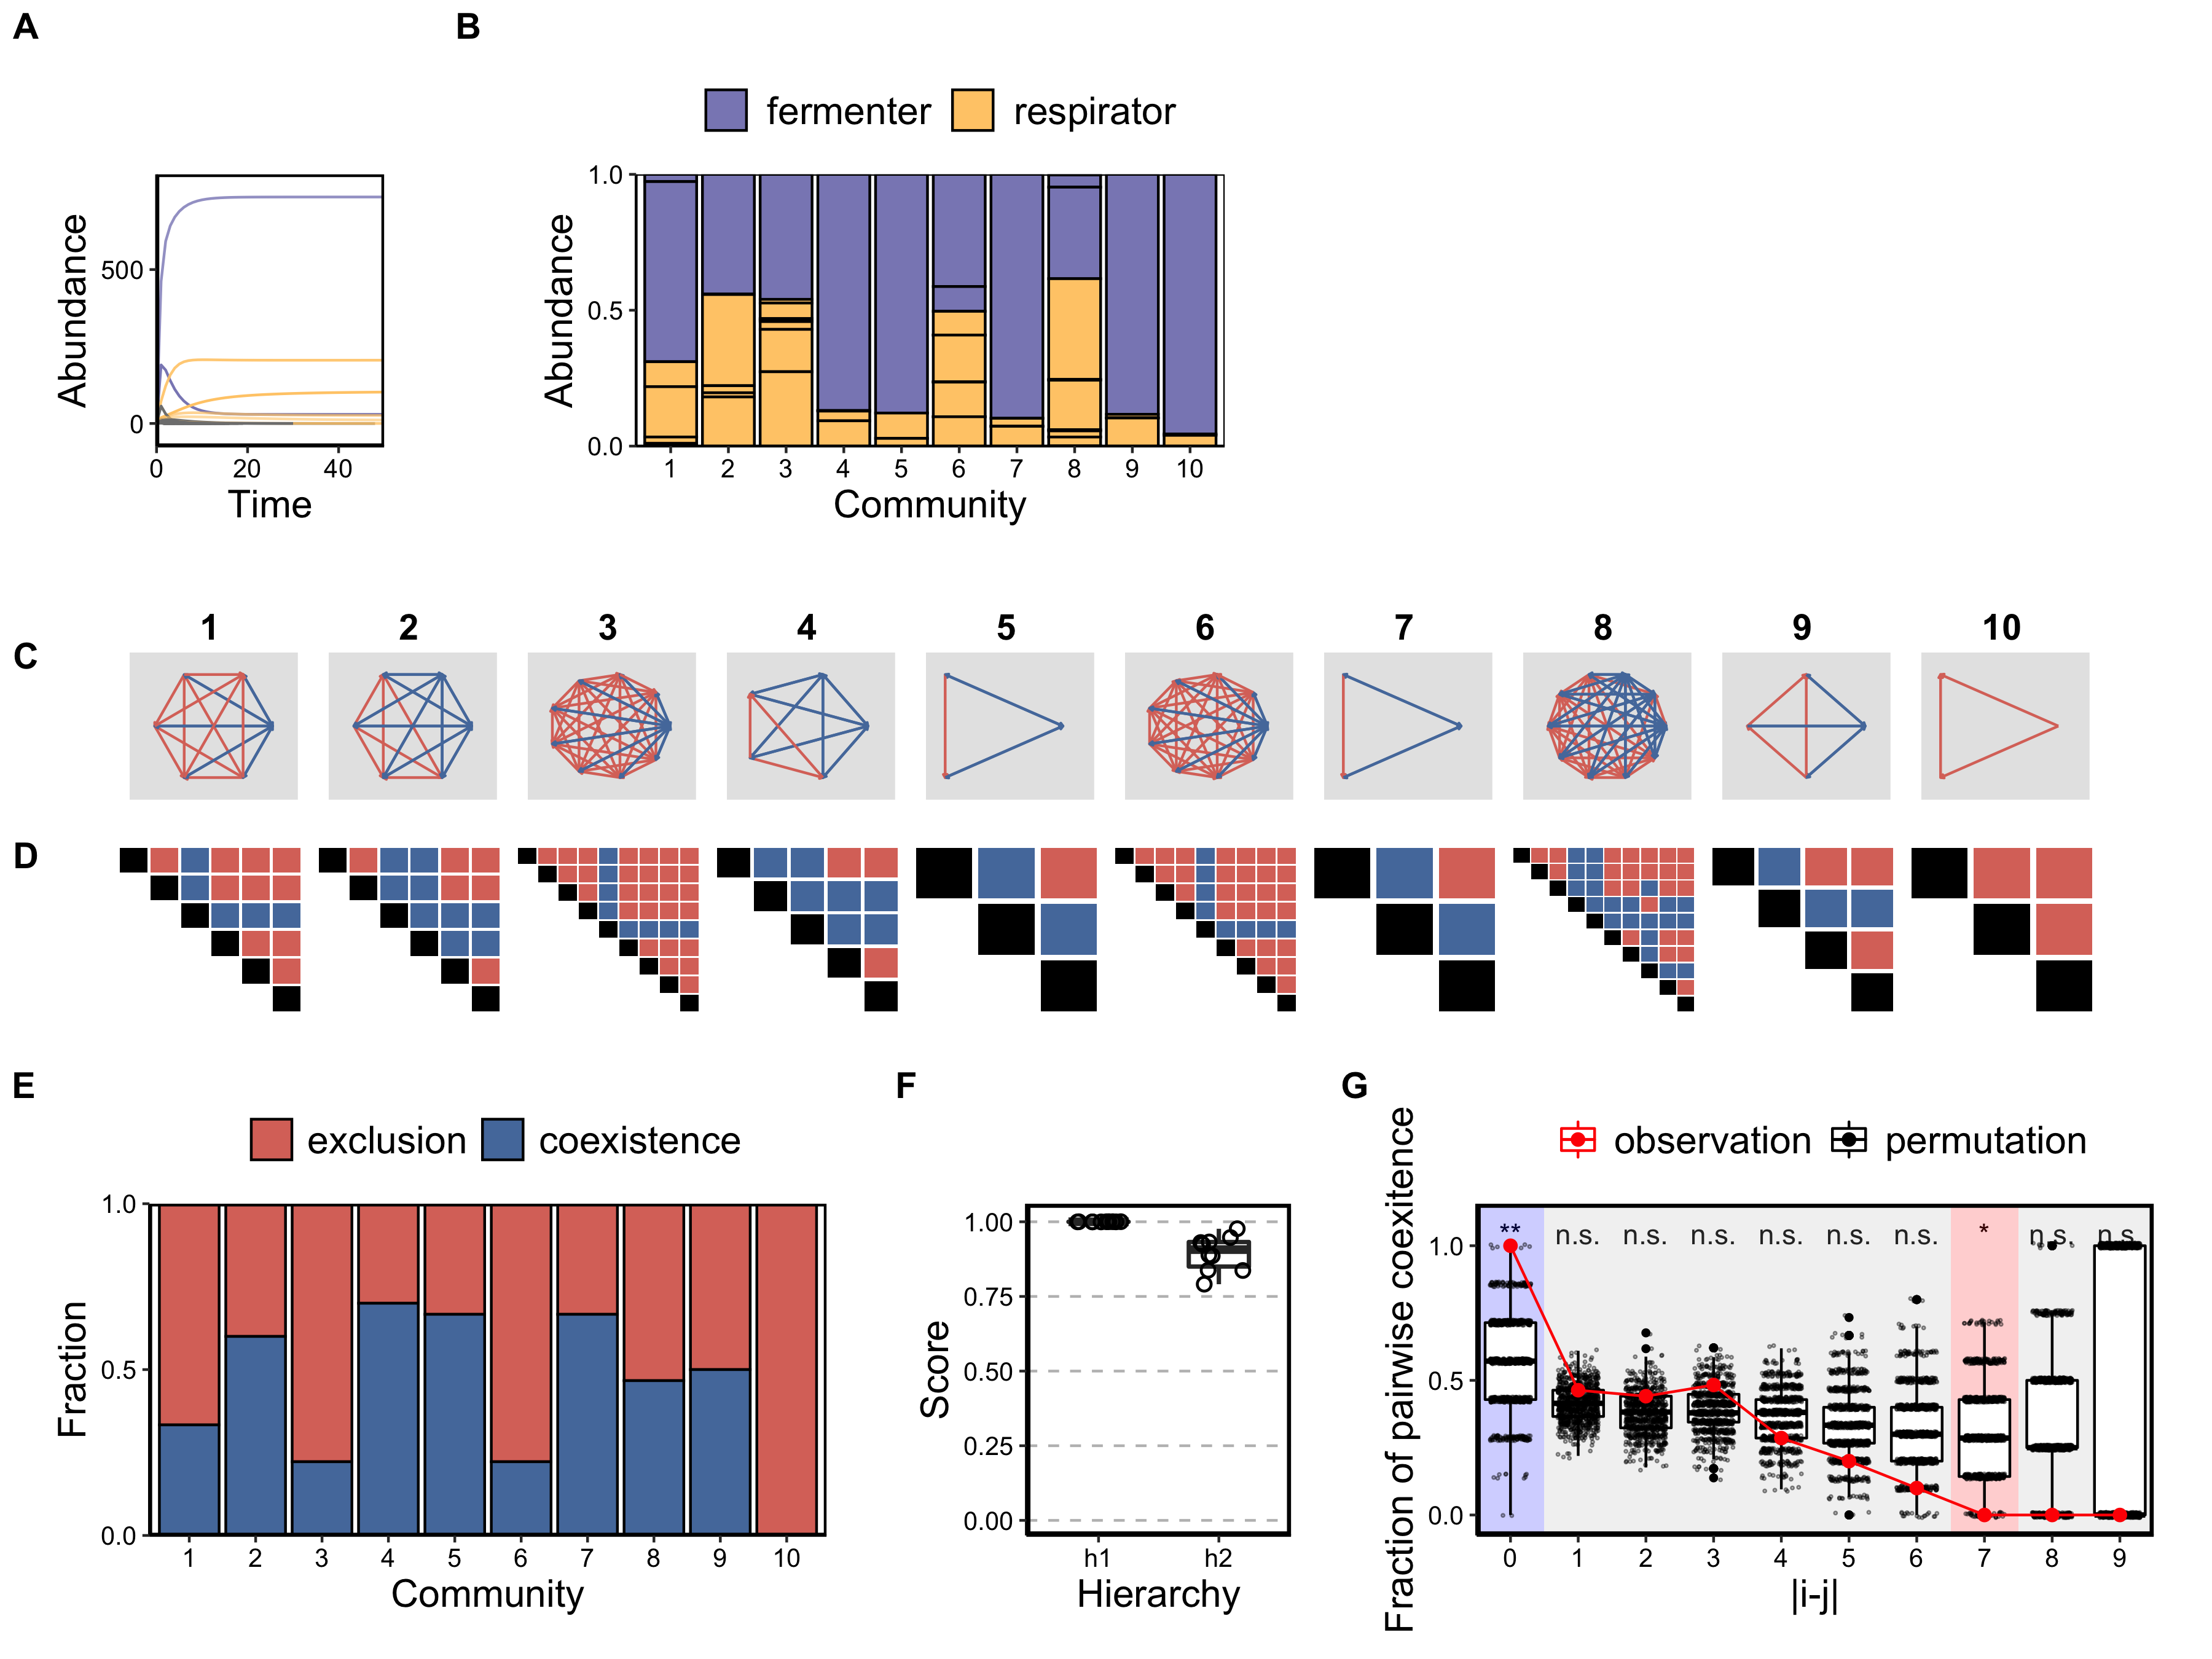 A
B
fermenter respirator
Abundance
500
0
0 20 40
Time
Abundance
1.0
0.5
0.0
1 2 3 4 5 6 7 8 9 10
Community
1 2 3 4 5 6 7 8 9 10
C
D
E
exclusion coexistence
Fraction
1.0
0.5
0.0
1 2 3 4 5 6 7 8 9 10
Community
F
Score
1.00
0.75
0.50
0.25
0.00
h1 h2
Hierarchy
G
observation permutation
Fraction of pairwise coexitence
** n.s. n.s. n.s. n.s. n.s. n.s. * n.s. n.s.
1.0
0.5
0.0
0 1 2 3 4 5 6 7 8 9
|i-j|